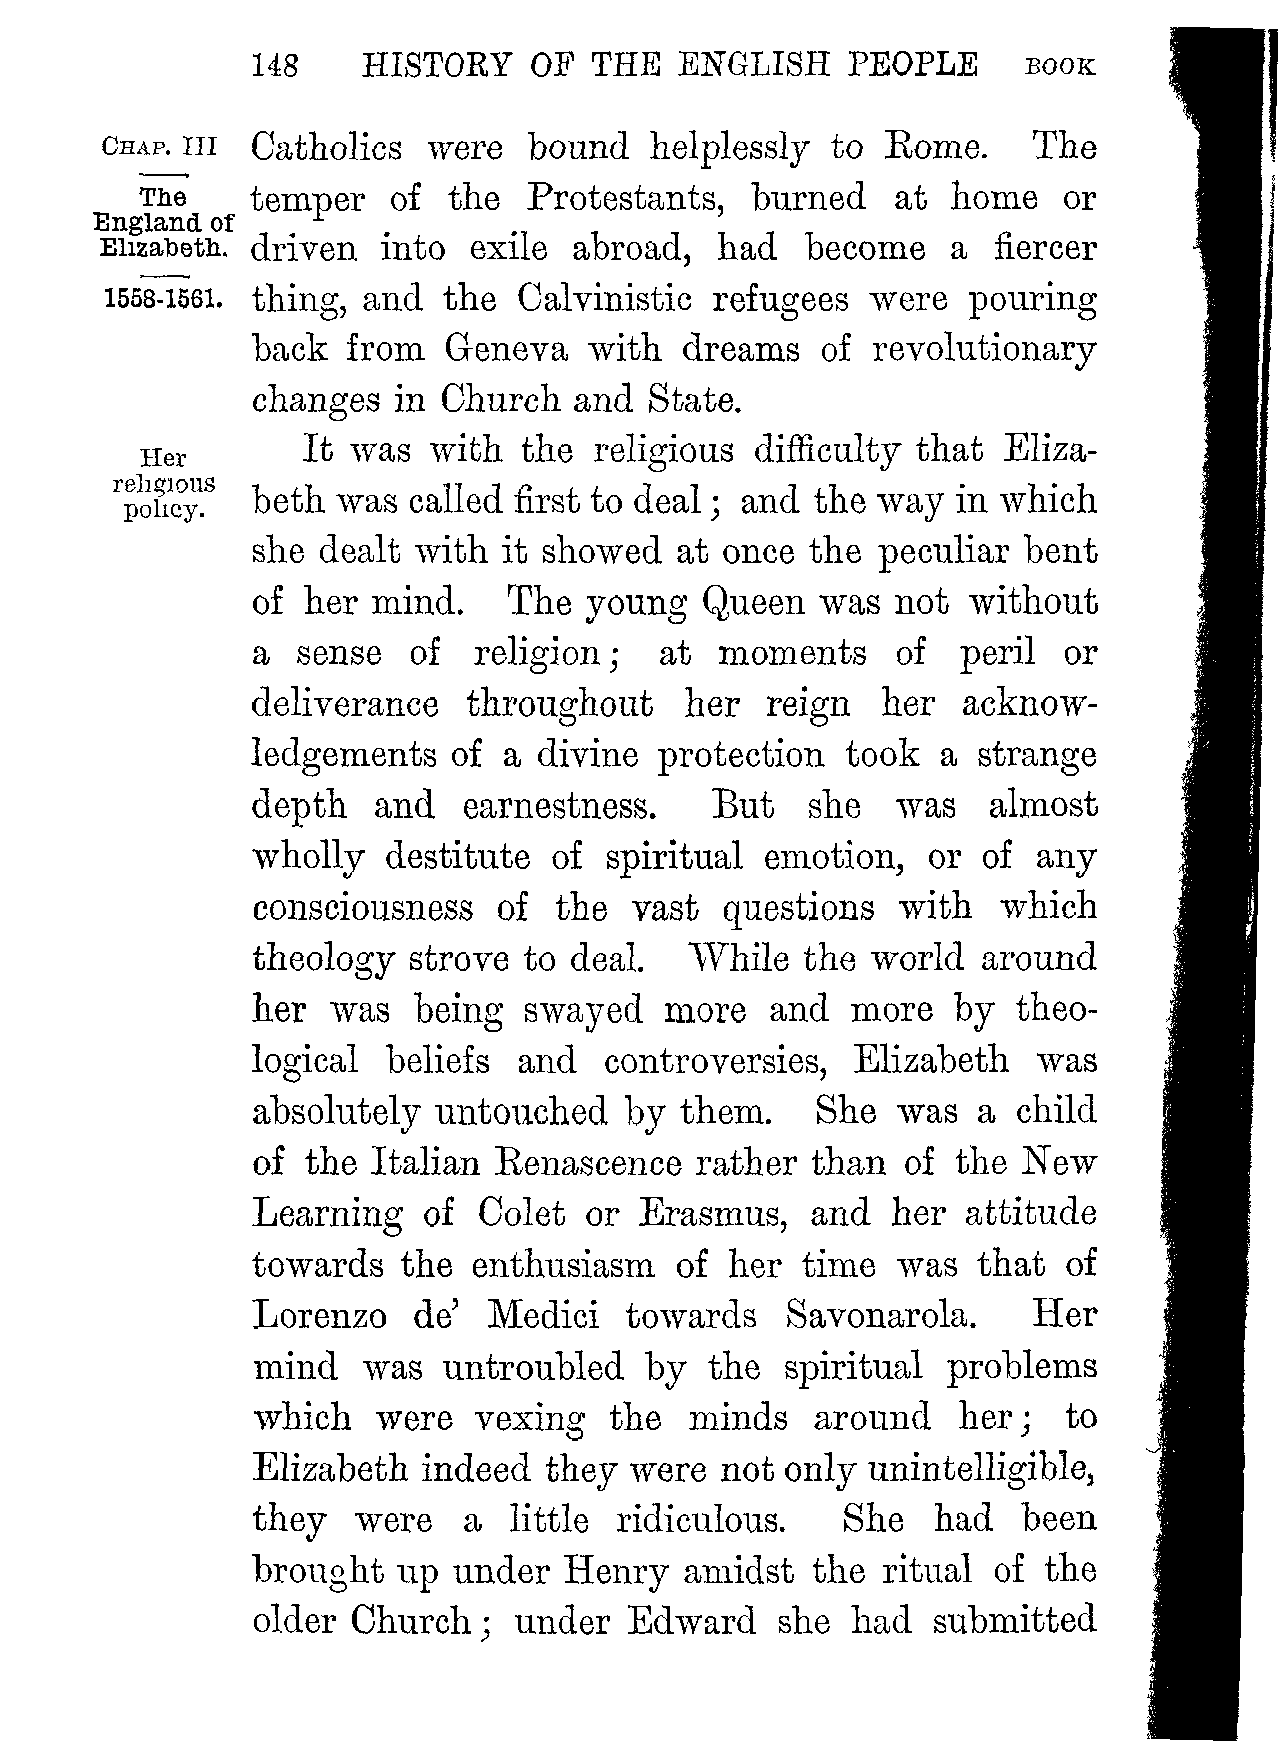 148 HISTORY OF THE ENGLISH PEOPLE BOOK
CHAP. III
The
England of
Elizabeth.
1558-1561.
Catholics were bound helplessly to Rome. The
temper of the Protestants, burned at home or
driven into exile abroad, had become a fiercer
thing, and the Calvinistic refugees were pouring
back from Geneva with dreams of revolutionary
changes in Church and State.
Her
religious
policy.
It was with the religious difficulty that Eliza-
beth was called first to deal; and the way in which
she dealt with it showed at once the peculiar bent
of her mind. The young Queen was not without
a sense of religion; at moments of peril or
deliverance throughout her reign her acknow-
ledgements of a divine protection took a strange
depth and earnestness. But she was almost
wholly destitute of spiritual emotion, or of any
consciousness of the vast questions with which
theology strove to deal. While the world around
her was being swayed more and more by theo-
logical beliefs and controversies, Elizabeth was
absolutely untouched by them. She was a child
of the Italian Renascence rather than of the New
Learning of Colet or Erasmus, and her attitude
towards the enthusiasm of her time was that of
Lorenzo de' Medici towards Savonarola. Her
mind was untroubled by the spiritual problems
which were vexing the minds around her; to
Elizabeth indeed they were not only unintelligible,
they were a little ridiculous. She had been
brought up under Henry amidst the ritual of the
older Church; under Edward she had submitted